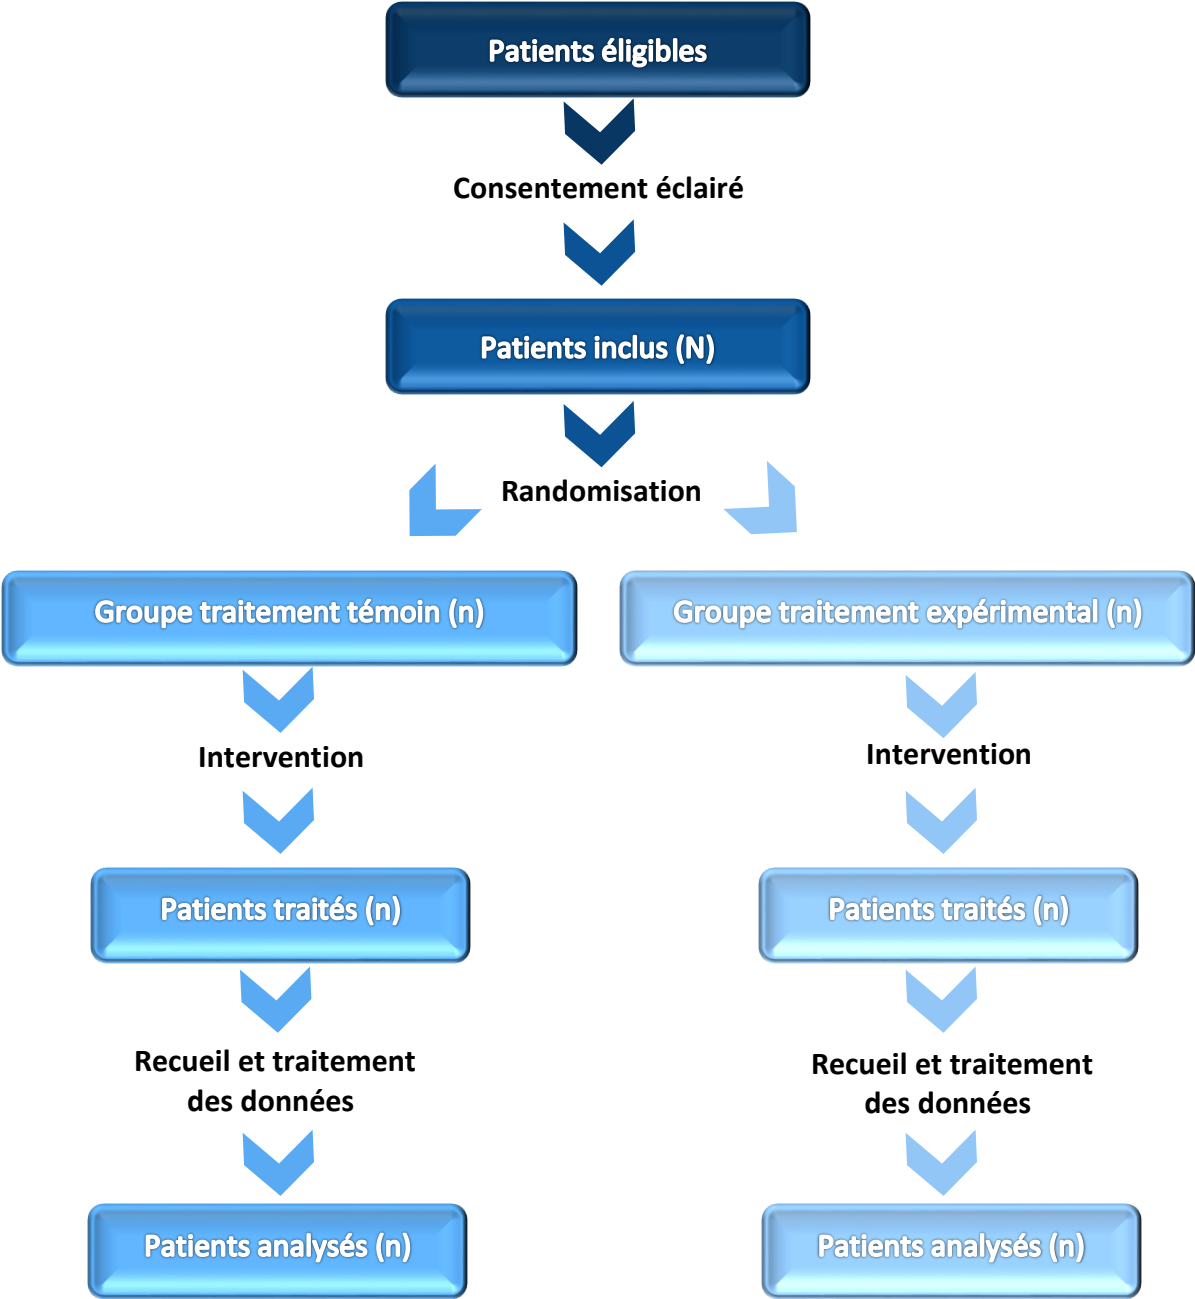 Patients éligibles
Consentement éclairé
Patients inclus (N)
Randomisation
Groupe traitement témoin (n)
Groupe traitement expérimental (n)
Intervention
Intervention
Patients traités (n)
Patients traités (n)
Recueil et traitement
des données
Recueil et traitement
des données
Patients analysés (n)
Patients analysés (n)